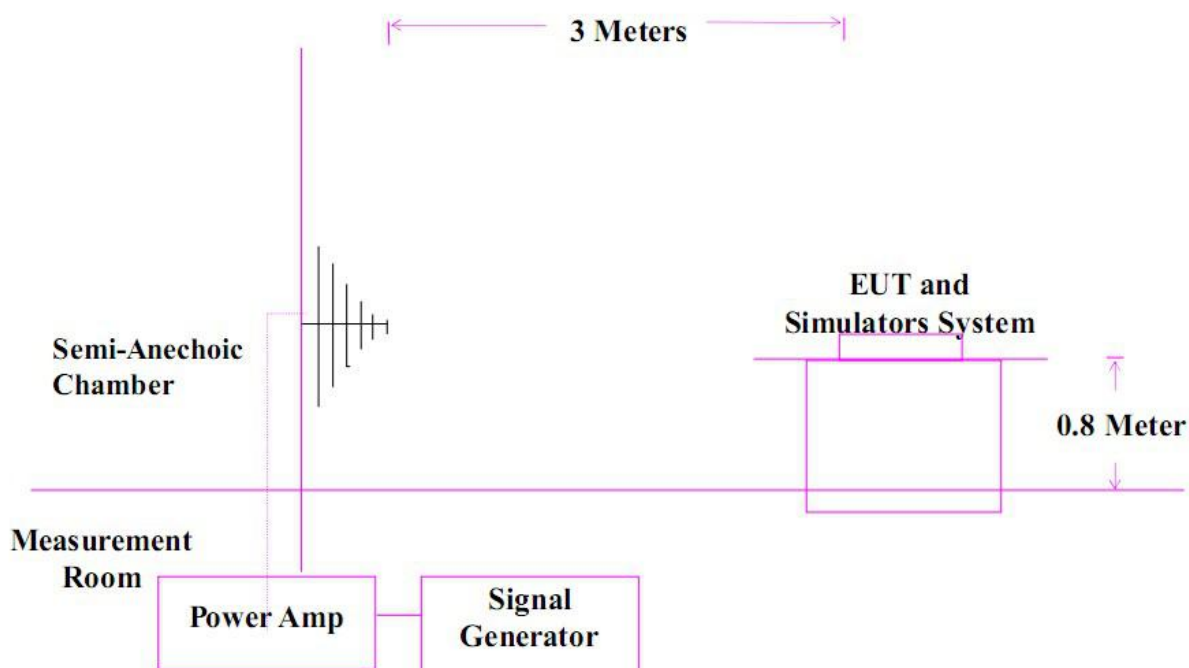 3 Meters
EUT and
Simulators System
Semi-Anechoic
Chamber
0.8 Meter
Measurement
Room
Power Amp
Signal
Generator